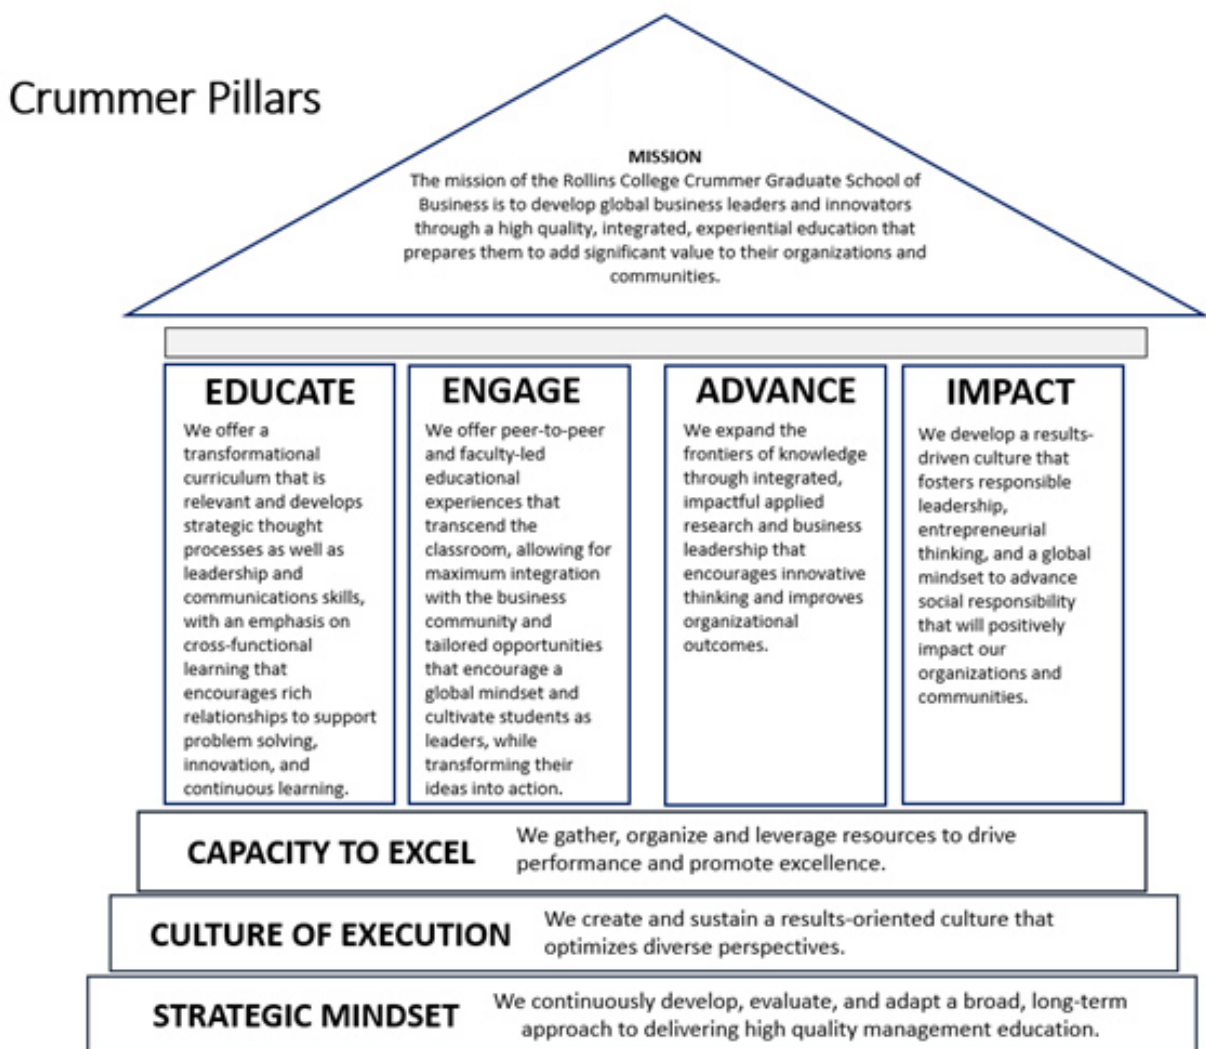 Crummer Pillars
MISSION
The mission of the Rollins College Crummer Graduate School of
Business is to develop global business leaders and innovators
through a high quality, integrated, experiential education that
prepares them to add significant value to their organizations and
communities.
EDUCATE
We offer a
transformational
curriculum that is
relevant and develops
strategic thought
processes as well as
leadership and
communications skills,
with an emphasis on
cross-functional
learning that
encourages rich
relationships to support
problem solving,
innovation, and
continuous learning.
ENGAGE
We offer peer-to-peer
and faculty-led
educational
experiences that
transcend the
classroom, allowing for
maximum integration
with the business
community and
tailored opportunities
that encourage a
global mindset and
cultivate students as
leaders, while
transforming their
ideas into action.
ADVANCE
We expand the
frontiers of knowledge
through integrated,
impactful applied
research and business
leadership that
encourages innovative
thinking and improves
organizational
outcomes.
IMPACT
We develop a results-
driven culture that
fosters responsible
leadership,
entrepreneurial
thinking, and a global
mindset to advance
social responsibility
that will positively
impact our
organizations and
communities.
CAPACITY TO EXCEL
We gather, organize and leverage resources to drive
performance and promote excellence.
CULTURE OF EXECUTION
We create and sustain a results-oriented culture that
optimizes diverse perspectives.
STRATEGIC MINDSET
We continuously develop, evaluate, and adapt a broad, long-term
approach to delivering high quality management education.